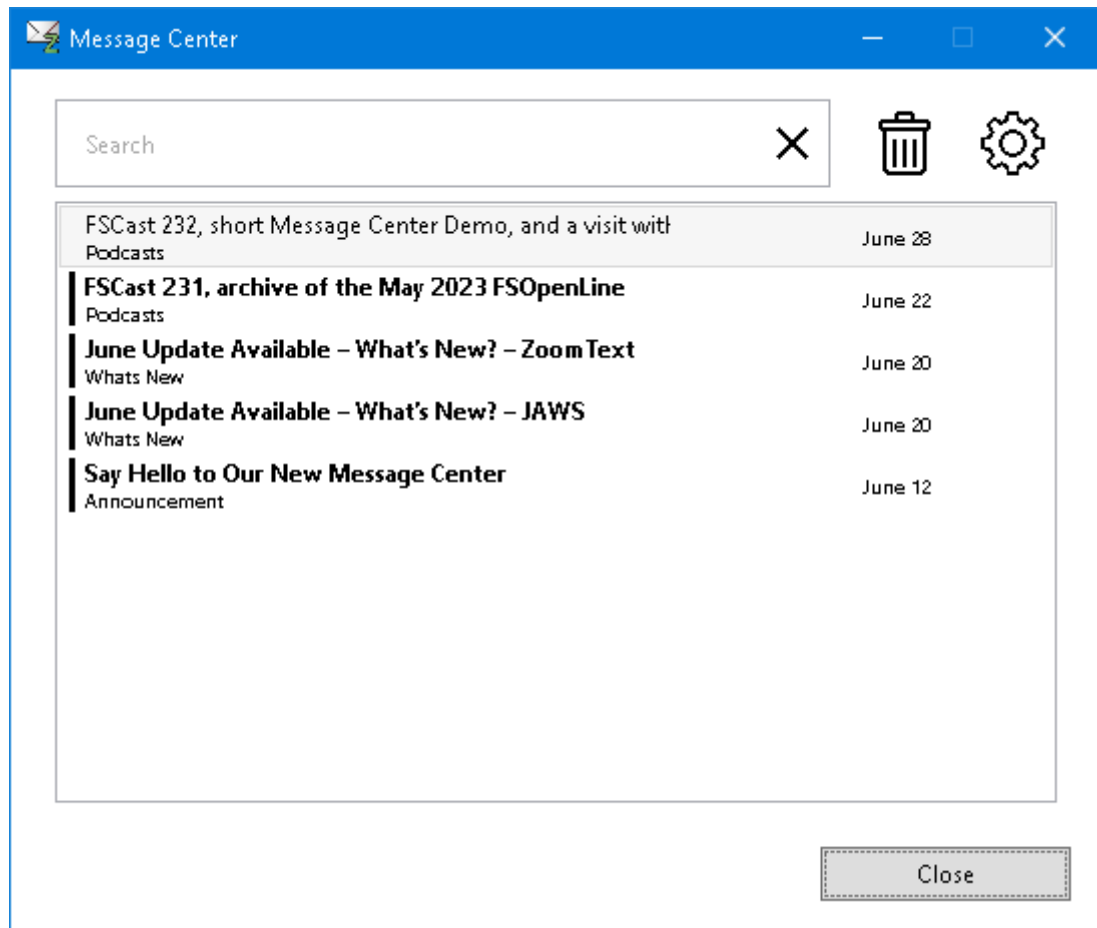 Message Center
Search
FSCast 232, short Message Center Demo, and a visit with
Podcasts
June 28
FSCast 231, archive of the May 2023 FSOpenLine
Podcasts
June 22
June Update Available – What's New? – ZoomText
Whats New
June 20
June Update Available – What's New? – JAWS
Whats New
June 20
Say Hello to Our New Message Center
Announcement
June 12
Close